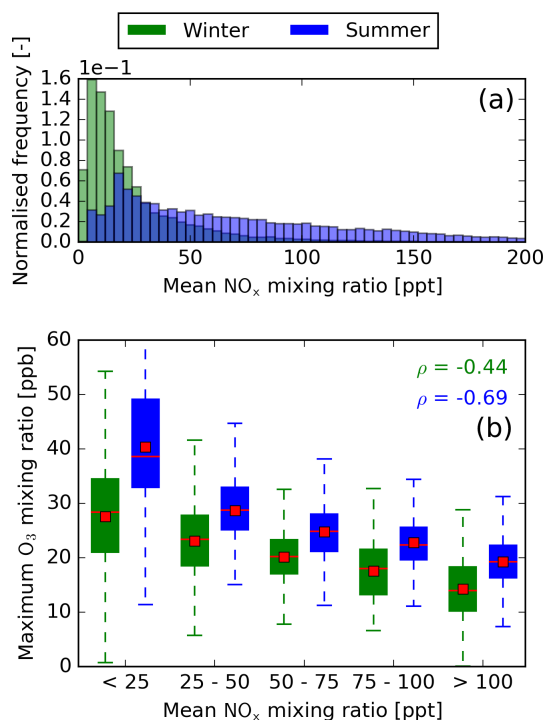 Winter Summer
1e−1
(a)
Normalised frequency [-]
1.6
1.4
1.2
1.0
0.8
0.6
0.4
0.2
0.0
0 50 100 150 200
Mean NOₓ mixing ratio [ppt]
ρ = -0.44
ρ = -0.69
(b)
Maximum O₃ mixing ratio [ppb]
60
50
40
30
20
10
0
< 25 25 - 50 50 - 75 75 - 100 > 100
Mean NOₓ mixing ratio [ppt]